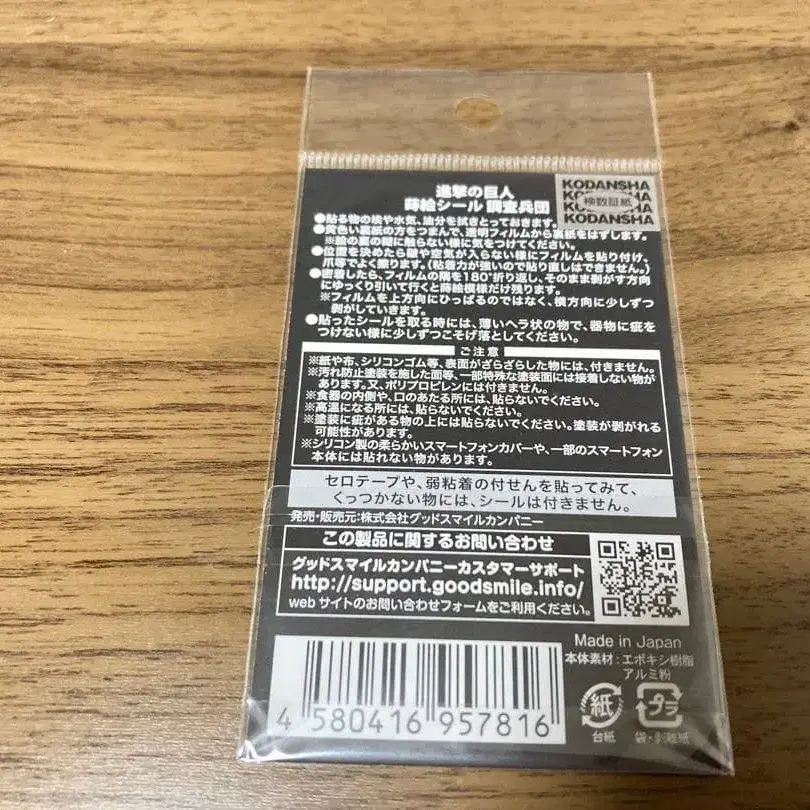 進撃の巨人
蒔絵シール 調査兵団
KODANSHA
検数証紙
KODANSHA
●貼る物の埃や水気、油分を拭きとっておきます。
●黄色い裏紙の方をつまんで、透明フィルムから裏紙をはずします。
※絵の裏の糊に触らない様に気をつけてください。
●位置を決めたら皺や空気が入らない様にフィルムを貼り付け、
爪等でよく擦ります。(粘着力が強いので貼り直しはできません。)
●密着したら、フィルムの隅を180°折り返し、そのまま剥がす方向
にゆっくり引いて行くと蒔絵模様だけ残ります。
※フィルムを上方向にひっぱるのではなく、横方向に少しずつ
剥がしていきます。
●貼ったシールを取る時には、薄いヘラ状の物で、器物に疵を
つけない様に少しずつこそげ落としてください。
ご注意
※紙や布、シリコンゴム等、表面がざらざらした物には、付きません。
※汚れ防止塗装を施した面等、一部特殊な塗装面には接着しない物が
あります。又、ポリプロピレンには付きません。
※食器の内側や、口のあたる所には、貼らないでください。
※高温になる所には、貼らないでください。
※塗装に疵がある物の上には貼らないでください。塗装が剥がれる
可能性があります。
※シリコン製の柔らかいスマートフォンカバーや、一部のスマートフォン
本体には貼れない物があります。
セロテープや、弱粘着の付せんを貼ってみて、
くっつかない物には、シールは付きません。
発売・販売元:株式会社グッドスマイルカンパニー
この製品に関するお問い合わせ
グッドスマイルカンパニーカスタマーサポート
http://support.goodsmile.info/
webサイトのお問い合わせフォームをご利用ください。
Made in Japan
本体素材:エポキシ樹脂
アルミ粉
4 580416 957816
紙
プラ
台紙
袋・剥離紙